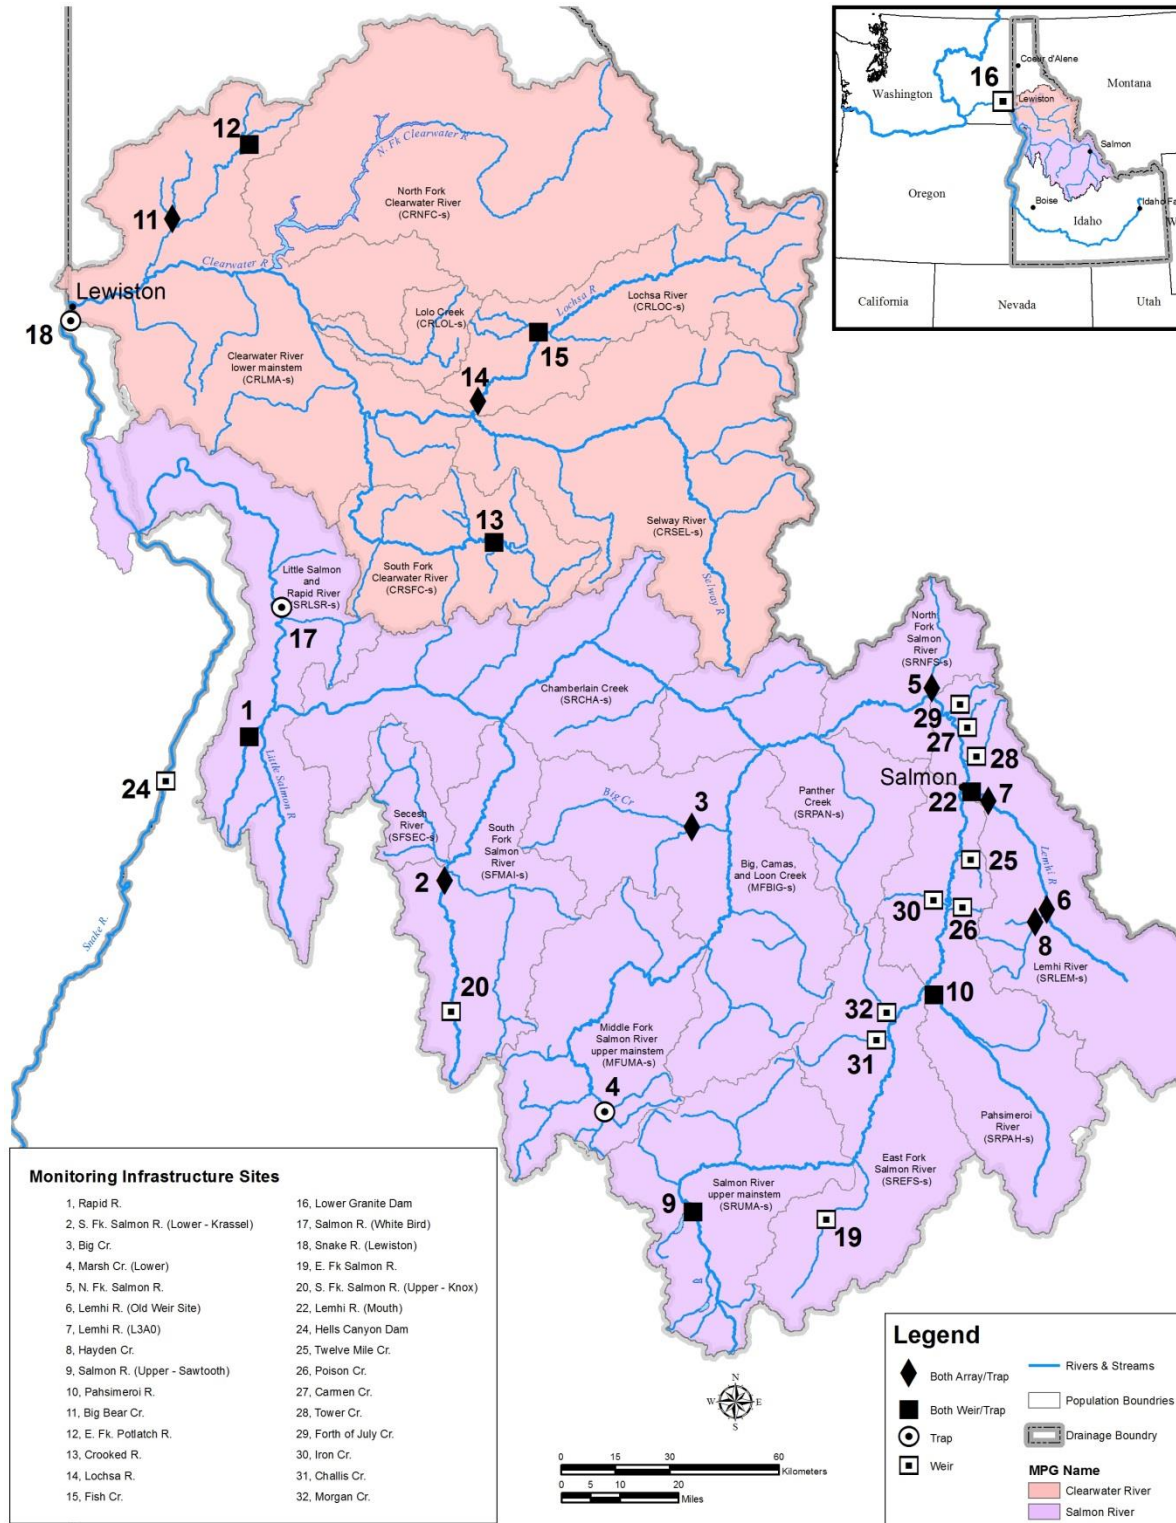 Coeur d'Alene
Washington
Montana
16
Lewiston
Salmon
Oregon
Boise
Idaho
Idaho Fa
W
California
Nevada
Utah
12
N. Fk Clearwater R
North Fork
Clearwater River
(CRNFC-s)
11
Clearwater R
Lewiston
18
Lolo Creek
(CRLOL-s)
Lochsa R
Lochsa River
(CRLOC-s)
15
Clearwater River
lower mainstem
(CRLMA-s)
14
13
South Fork
Clearwater River
(CRSFC-s)
Selway River
(CRSEL-s)
Selway R
Little Salmon
and
Rapid River
(SRLSR-s)
17
North
Fork
Salmon
River
(SRNFS-s)
5
Chamberlain Creek
(SRCHA-s)
29
27
28
1
Little Salmon R
24
Salmon
22
7
Big Cr
3
Panther
Creek
(SRPAN-s)
Secesh
River
(SFSEC-s)
South
Fork
Salmon
River
(SFMAI-s)
Big, Camas,
and Loon Creek
(MFBIG-s)
25
Lemhi R
2
30
26
6
8
Snake R.
Lemhi River
(SRLEM-s)
20
10
32
31
Middle Fork
Salmon River
upper mainstem
(MFUMA-s)
4
Pahsimeroi
River
(SRPAH-s)
East Fork
Salmon River
(SREFS-s)
Salmon River
upper mainstem
(SRUMA-s)
9
19
Monitoring Infrastructure Sites
1, Rapid R.
2, S. Fk. Salmon R. (Lower - Krassel)
3, Big Cr.
4, Marsh Cr. (Lower)
5, N. Fk. Salmon R.
6, Lemhi R. (Old Weir Site)
7, Lemhi R. (L3A0)
8, Hayden Cr.
9, Salmon R. (Upper - Sawtooth)
10, Pahsimeroi R.
11, Big Bear Cr.
12, E. Fk. Potlatch R.
13, Crooked R.
14, Lochsa R.
15, Fish Cr.
16, Lower Granite Dam
17, Salmon R. (White Bird)
18, Snake R. (Lewiston)
19, E. Fk Salmon R.
20, S. Fk. Salmon R. (Upper - Knox)
22, Lemhi R. (Mouth)
24, Hells Canyon Dam
25, Twelve Mile Cr.
26, Poison Cr.
27, Carmen Cr.
28, Tower Cr.
29, Forth of July Cr.
30, Iron Cr.
31, Challis Cr.
32, Morgan Cr.
N
W E
S
0 15 30 60
Kilometers
0 5 10 20
Miles
Legend
Both Array/Trap
Both Weir/Trap
Trap
Weir
Rivers & Streams
Population Boundries
Drainage Boundry
MPG Name
Clearwater River
Salmon River